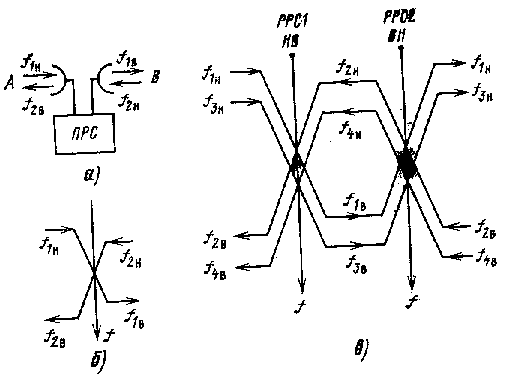 РРС1 РРС2
НВ ВН
f1н f1в
А В
f2в f2н
ПРС
а)
f1н f2н f1н
f3н f3н
f4н
f1н
f2н
f1в
f2в f2в
f4в f3в f4в
f2в f1в
f
f f
б)
в)